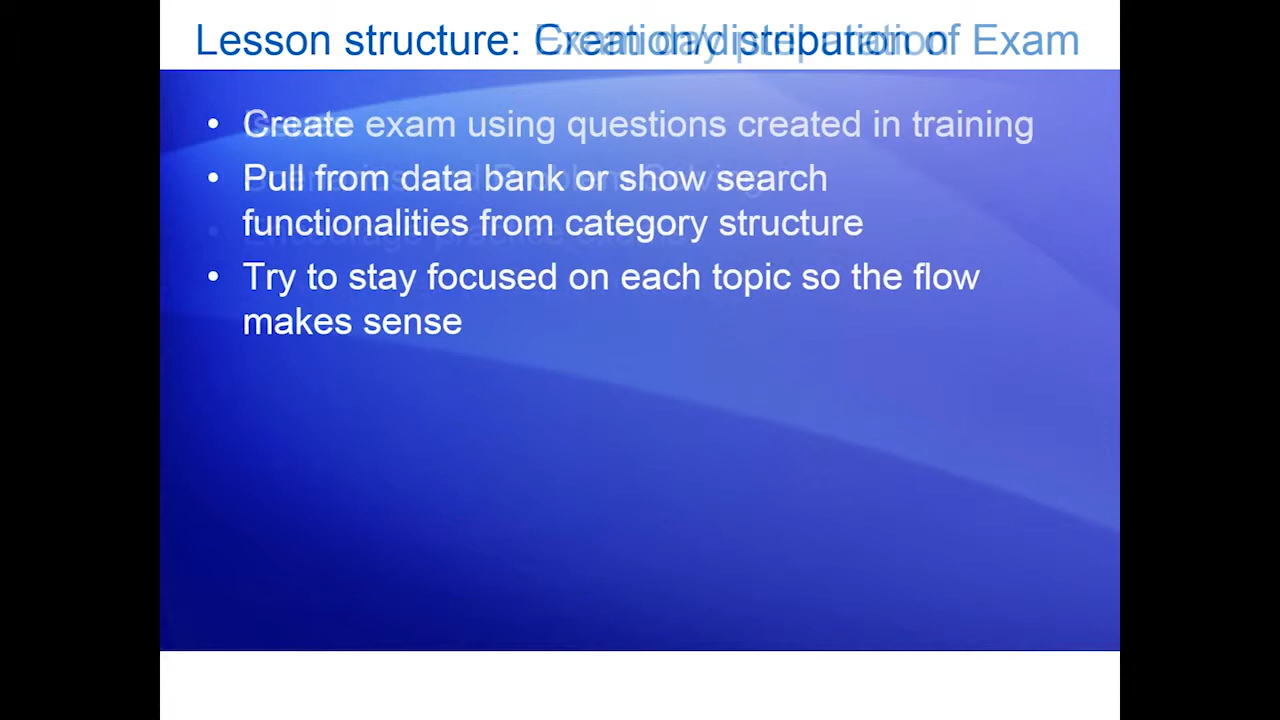 Lesson structure: Creation/distribution of Exam
• Create exam using questions created in training
• Pull from data bank or show search
functionalities from category structure
• Try to stay focused on each topic so the flow
makes sense